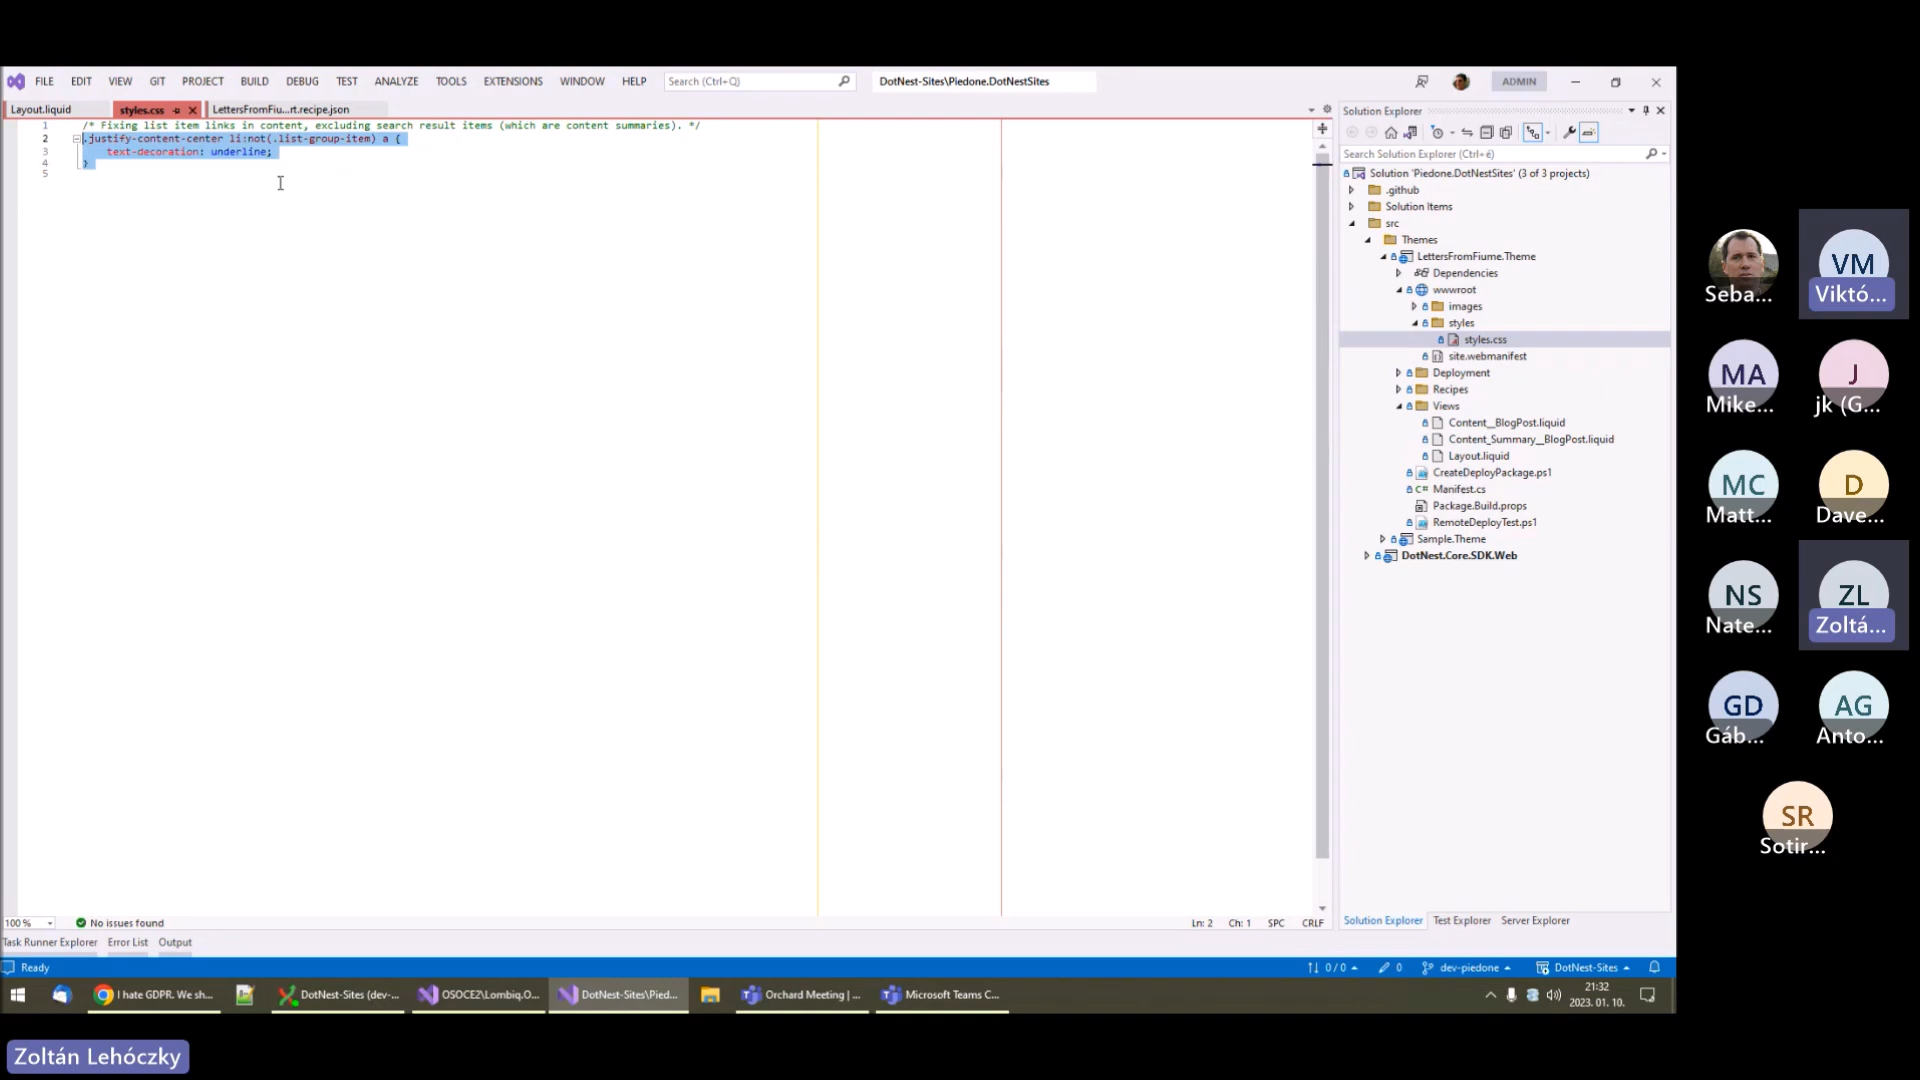 FILE EDIT VIEW GIT PROJECT BUILD DEBUG TEST ANALYZE TOOLS EXTENSIONS WINDOW HELP Search (Ctrl+Q) DotNest-Sites\Piedone.DotNestSites ADMIN
Layout.liquid styles.css LettersFromFiu...rt.recipe.json
1 /* Fixing list item links in content, excluding search result items (which are content summaries). */
2 .justify-content-center li:not(.list-group-item) a {
3 text-decoration: underline;
4 }
5
Solution Explorer
Search Solution Explorer (Ctrl+é)
Solution 'Piedone.DotNestSites' (3 of 3 projects)
.github
Solution Items
src
Themes
LettersFromFiume.Theme
Dependencies
wwwroot
images
styles
styles.css
site.webmanifest
Deployment
Recipes
Views
Content__BlogPost.liquid
Content_Summary__BlogPost.liquid
Layout.liquid
CreateDeployPackage.ps1
C# Manifest.cs
Package.Build.props
RemoteDeployTest.ps1
Sample.Theme
DotNest.Core.SDK.Web
100 % No issues found Ln: 2 Ch: 1 SPC CRLF
Solution Explorer Test Explorer Server Explorer
Task Runner Explorer Error List Output
Ready 0 / 0 0 dev-piedone DotNest-Sites
I hate GDPR. We sh... DotNest-Sites (dev-... OSOCE2\Lombiq.O... DotNest-Sites\Pied... Orchard Meeting | ... Microsoft Teams C...
21:32
2023. 01. 10.
Seba...
VM
Viktó...
MA
Mike...
J
jk (G...
MC
Matt...
D
Dave...
NS
Nate...
ZL
Zoltá...
GD
Gáb...
AG
Anto...
SR
Sotir...
Zoltán Lehóczky